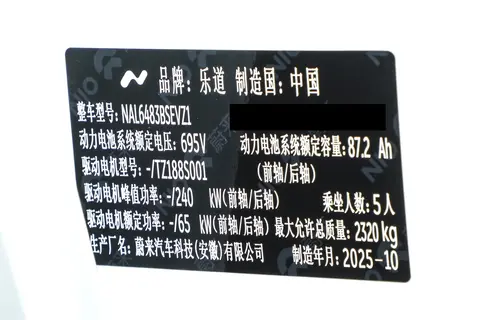 品牌: 乐道 制造国: 中国
整车型号: NAL6483BSEVZ1
动力电池系统额定电压: 695V 动力电池系统额定容量: 87.2 Ah
驱动电机型号: -/TZ188S001 (前轴/后轴)
驱动电机峰值功率: -/240 kW(前轴/后轴) 乘坐人数: 5人
驱动电机额定功率: -/65 kW(前轴/后轴) 最大允许总质量: 2320kg
生产厂名: 蔚来汽车科技(安徽)有限公司 制造年月: 2025-10